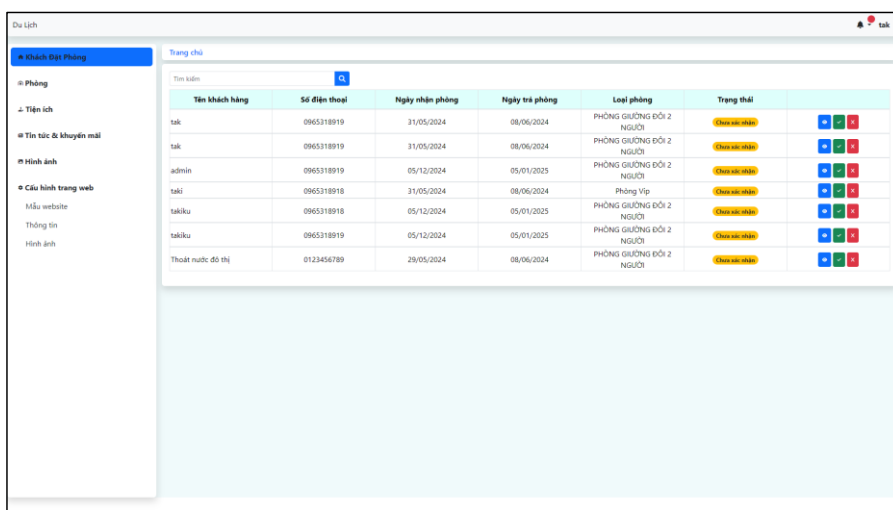 Du Lịch
tak
Khách Đặt Phòng
Trang chủ
Phòng
Tiện ích
Tin tức & khuyến mãi
Hình ảnh
Cấu hình trang web
Mẫu website
Thông tin
Hình ảnh
Tìm kiếm
Tên khách hàng Số điện thoại Ngày nhận phòng Ngày trả phòng Loại phòng Trạng thái
tak 0965318919 31/05/2024 08/06/2024 PHÒNG GIƯỜNG ĐÔI 2 NGƯỜI Chưa xác nhận
tak 0965318919 31/05/2024 08/06/2024 PHÒNG GIƯỜNG ĐÔI 2 NGƯỜI Chưa xác nhận
admin 0965318919 05/12/2024 05/01/2025 PHÒNG GIƯỜNG ĐÔI 2 NGƯỜI Chưa xác nhận
taki 0965318918 31/05/2024 08/06/2024 Phòng Vip Chưa xác nhận
takiku 0965318918 05/12/2024 05/01/2025 PHÒNG GIƯỜNG ĐÔI 2 NGƯỜI Chưa xác nhận
takiku 0965318919 05/12/2024 05/01/2025 PHÒNG GIƯỜNG ĐÔI 2 NGƯỜI Chưa xác nhận
Thoát nước đô thị 0123456789 29/05/2024 08/06/2024 PHÒNG GIƯỜNG ĐÔI 2 NGƯỜI Chưa xác nhận